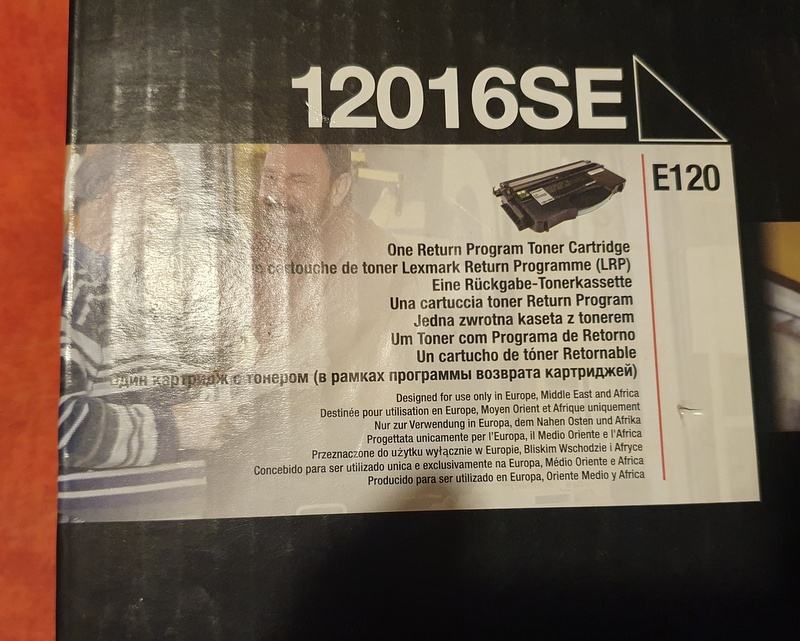 12016SE
E120
One Return Program Toner Cartridge
cartouche de toner Lexmark Return Programme (LRP)
Eine Rückgabe-Tonerkassette
Una cartuccia toner Return Program
Jedna zwrotna kaseta z tonerem
Um Toner com Programa de Retorno
Un cartucho de tóner Retornable
Один картридж с тонером (в рамках программы возврата картриджей)
Designed for use only in Europe, Middle East and Africa
Destinée pour utilisation en Europe, Moyen Orient et Afrique uniquement
Nur zur Verwendung in Europa, dem Nahen Osten und Afrika
Progettata unicamente per l'Europa, il Medio Oriente e l'Africa
Przeznaczone do użytku wyłącznie w Europie, Bliskim Wschodzie i Afryce
Concebido para ser utilizado unica e exclusivamente na Europa, Médio Oriente e Africa
Producido para ser utilizado en Europa, Oriente Medio y Africa